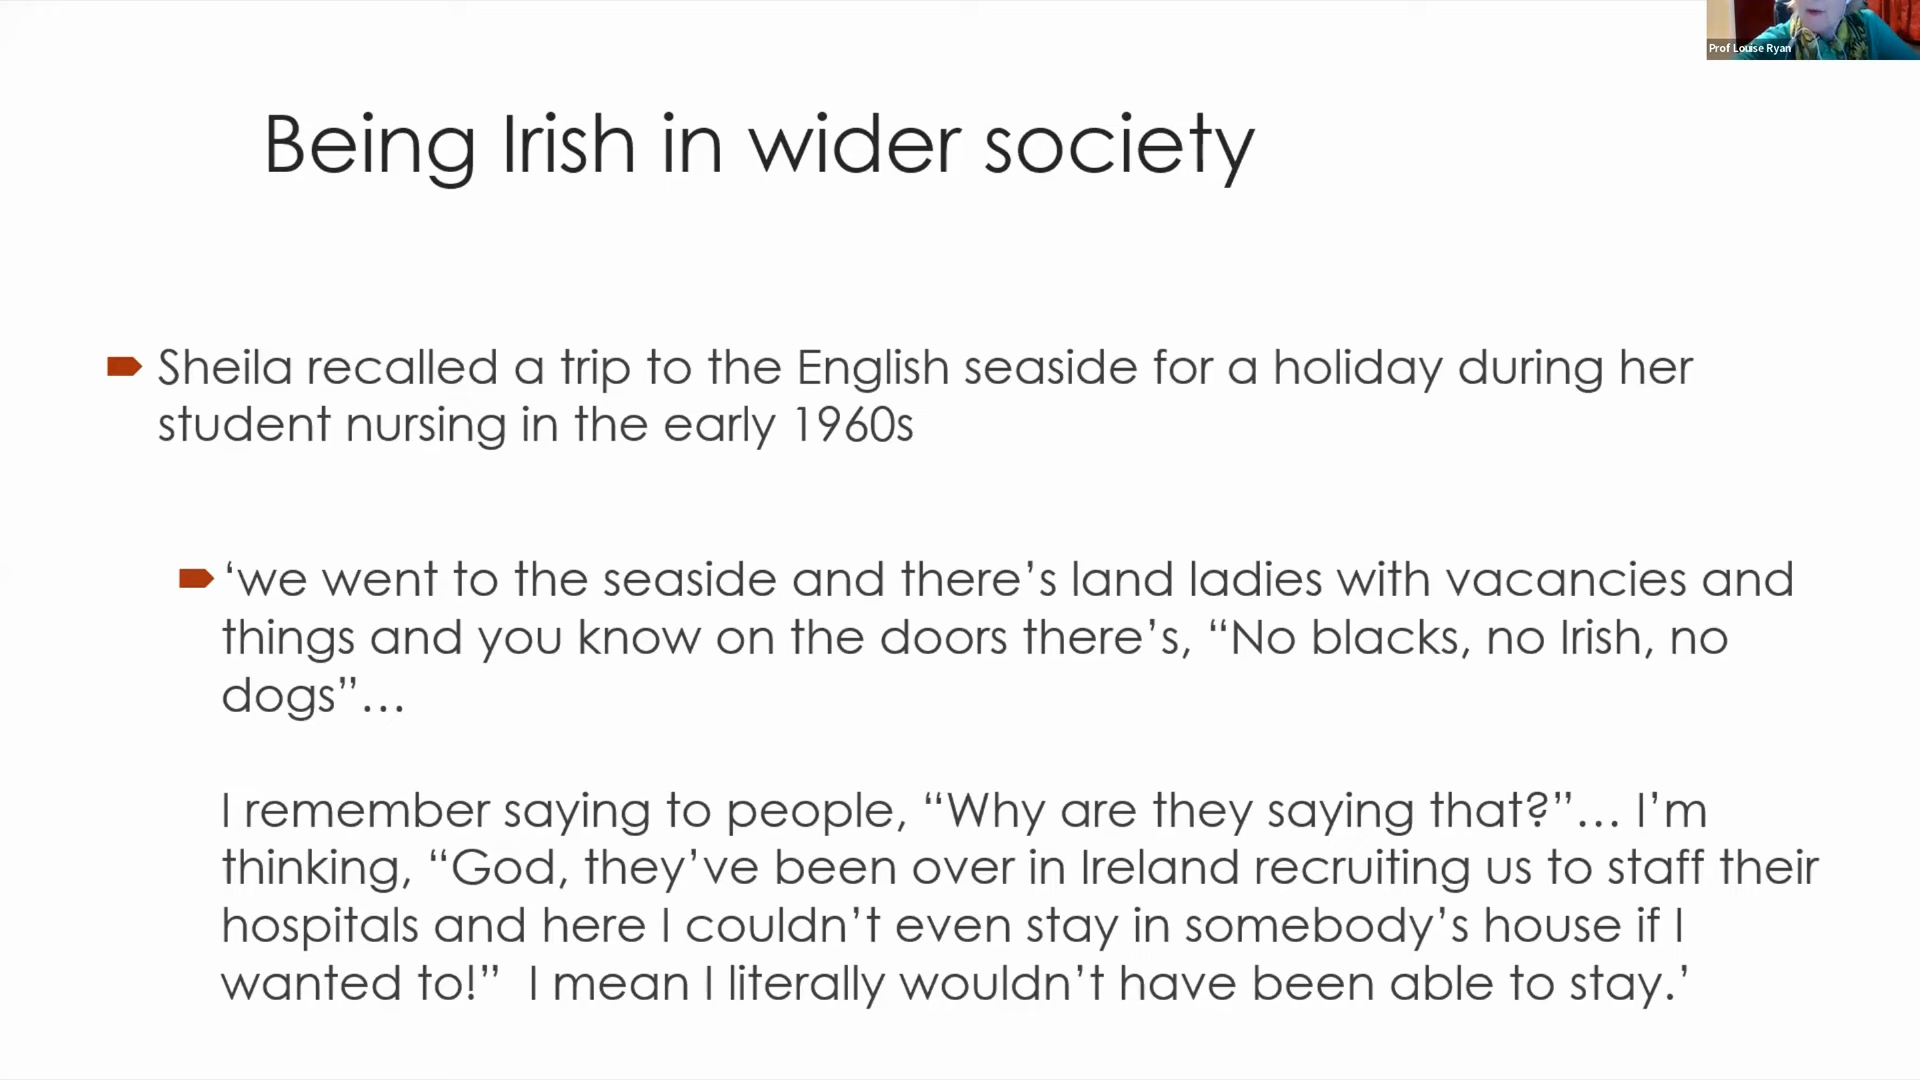 Prof Louise Ryan
Being Irish in wider society
Sheila recalled a trip to the English seaside for a holiday during her
student nursing in the early 1960s
‘we went to the seaside and there’s land ladies with vacancies and
things and you know on the doors there’s, “No blacks, no Irish, no
dogs”…
I remember saying to people, “Why are they saying that?”… I’m
thinking, “God, they’ve been over in Ireland recruiting us to staff their
hospitals and here I couldn’t even stay in somebody’s house if I
wanted to!”  I mean I literally wouldn’t have been able to stay.’